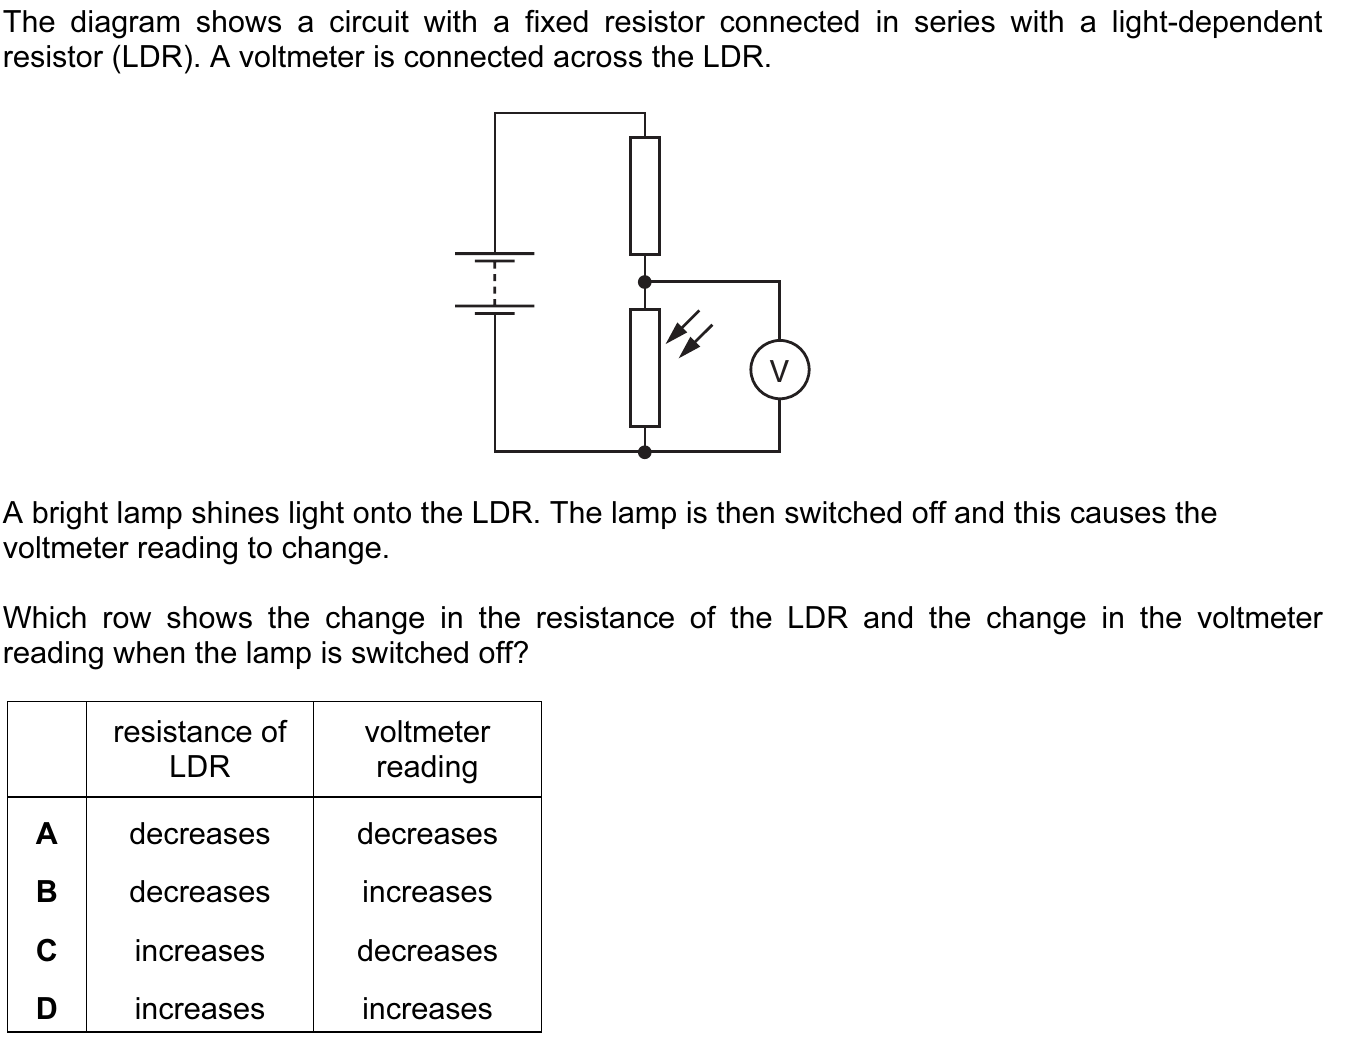 The diagram shows a circuit with a fixed resistor connected in series with a light-dependent
resistor (LDR). A voltmeter is connected across the LDR.
V
A bright lamp shines light onto the LDR. The lamp is then switched off and this causes the
voltmeter reading to change.
Which row shows the change in the resistance of the LDR and the change in the voltmeter
reading when the lamp is switched off?
resistance of LDR voltmeter reading
A decreases decreases
B decreases increases
C increases decreases
D increases increases